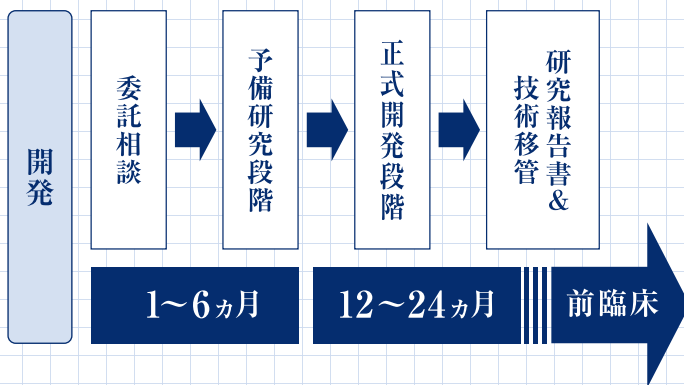 開発
委託相談
予備研究段階
正式開発段階
研究報告書&
技術移管
1〜6ヵ月
12〜24ヵ月
前臨床